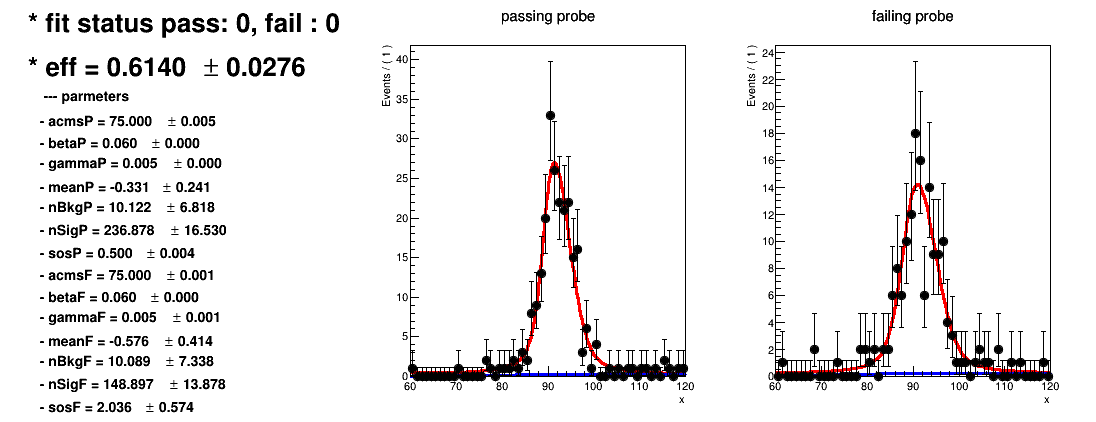 * fit status pass: 0, fail : 0
* eff = 0.6140 ± 0.0276
--- parmeters
- acmsP = 75.000 ± 0.005
- betaP = 0.060 ± 0.000
- gammaP = 0.005 ± 0.000
- meanP = -0.331 ± 0.241
- nBkgP = 10.122 ± 6.818
- nSigP = 236.878 ± 16.530
- sosP = 0.500 ± 0.004
- acmsF = 75.000 ± 0.001
- betaF = 0.060 ± 0.000
- gammaF = 0.005 ± 0.001
- meanF = -0.576 ± 0.414
- nBkgF = 10.089 ± 7.338
- nSigF = 148.897 ± 13.878
- sosF = 2.036 ± 0.574
passing probe
Events / ( 1 )
40
35
30
25
20
15
10
5
0
60 70 80 90 100 110 120
x
failing probe
Events / ( 1 )
24
22
20
18
16
14
12
10
8
6
4
2
0
60 70 80 90 100 110 120
x